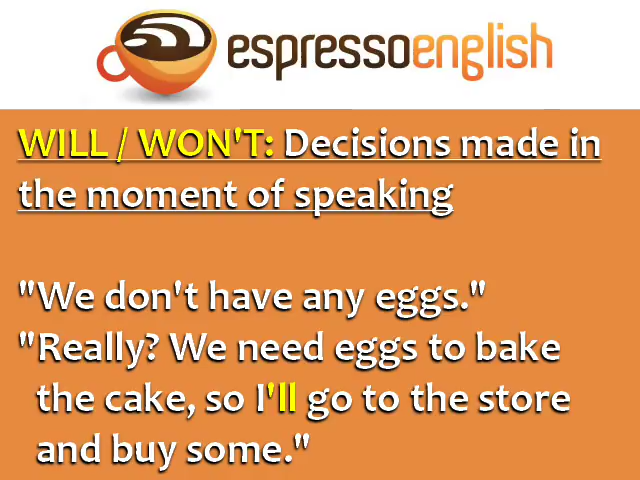 espressoenglish
WILL / WON'T: Decisions made in
the moment of speaking
"We don't have any eggs."
"Really? We need eggs to bake
the cake, so I'll go to the store
and buy some."